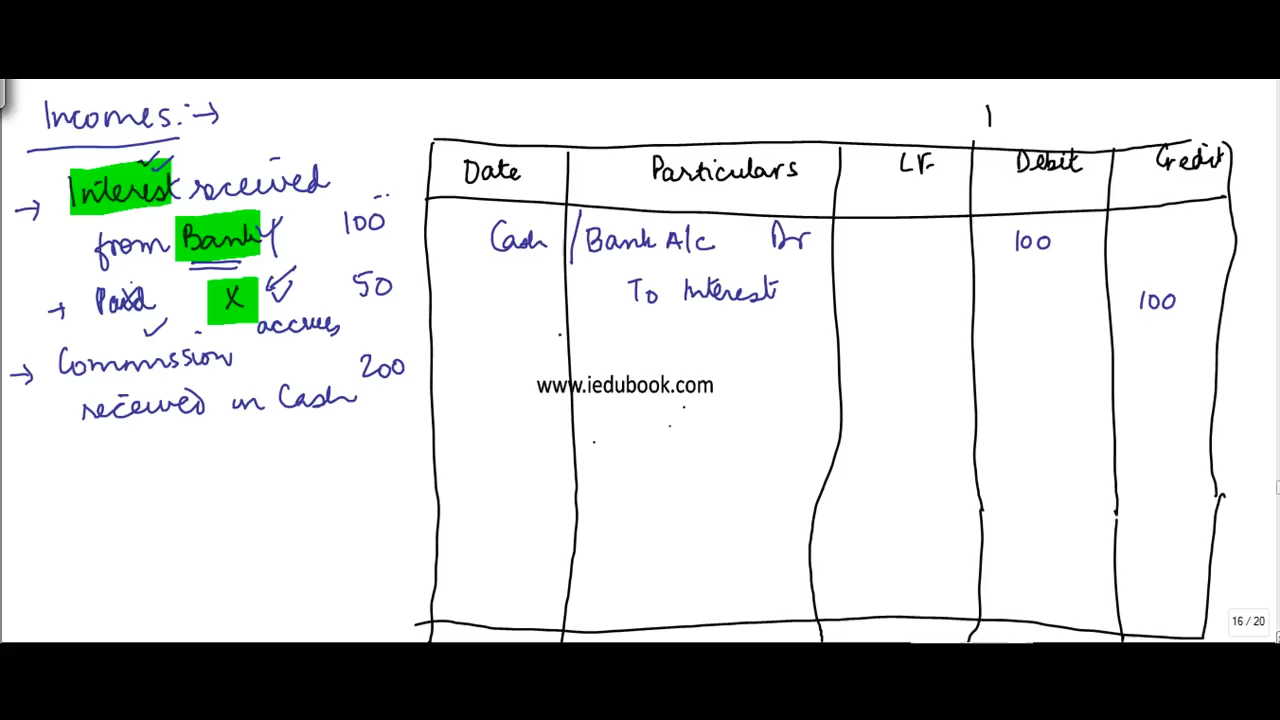 Incomes:→
→ Interest received
from Bank 100
→ Paid X 50
accrues
→ Commission 200
received in Cash
1
Date Particulars LF. Debit Credit
Cash / Bank A/c Dr 100
To Interest 100
www.iedubook.com
16 / 20